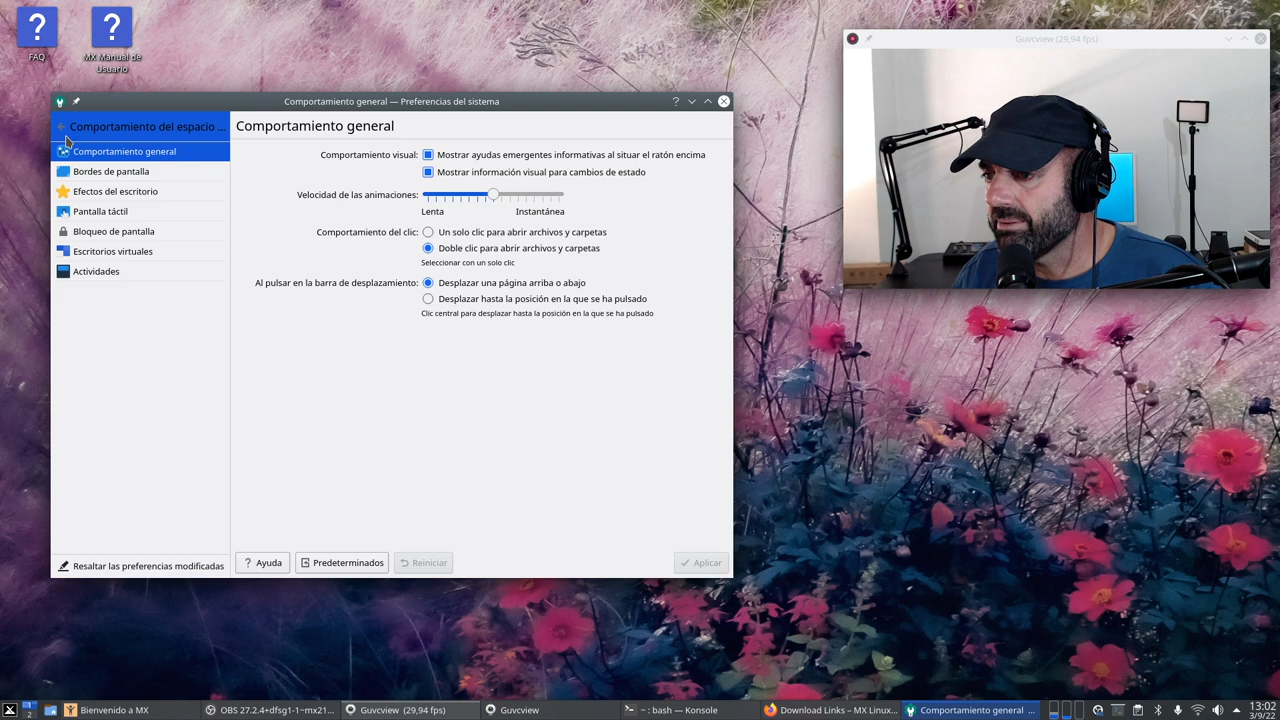 FAQ
MX Manual de
Usuario
Guvcview (29,94 fps)
Comportamiento general — Preferencias del sistema
Comportamiento del espacio ...
Comportamiento general
Comportamiento general
Bordes de pantalla
Efectos del escritorio
Pantalla táctil
Bloqueo de pantalla
Escritorios virtuales
Actividades
Comportamiento visual:
Mostrar ayudas emergentes informativas al situar el ratón encima
Mostrar información visual para cambios de estado
Velocidad de las animaciones:
Lenta
Instantánea
Comportamiento del clic:
Un solo clic para abrir archivos y carpetas
Doble clic para abrir archivos y carpetas
Seleccionar con un solo clic
Al pulsar en la barra de desplazamiento:
Desplazar una página arriba o abajo
Desplazar hasta la posición en la que se ha pulsado
Clic central para desplazar hasta la posición en la que se ha pulsado
Resaltar las preferencias modificadas
? Ayuda
Predeterminados
Reiniciar
Aplicar
1
2
Bienvenido a MX
OBS 27.2.4+dfsg1-1~mx21...
Guvcview (29,94 fps)
Guvcview
~ : bash — Konsole
Download Links – MX Linux...
Comportamiento general ...
13:02
3/9/22